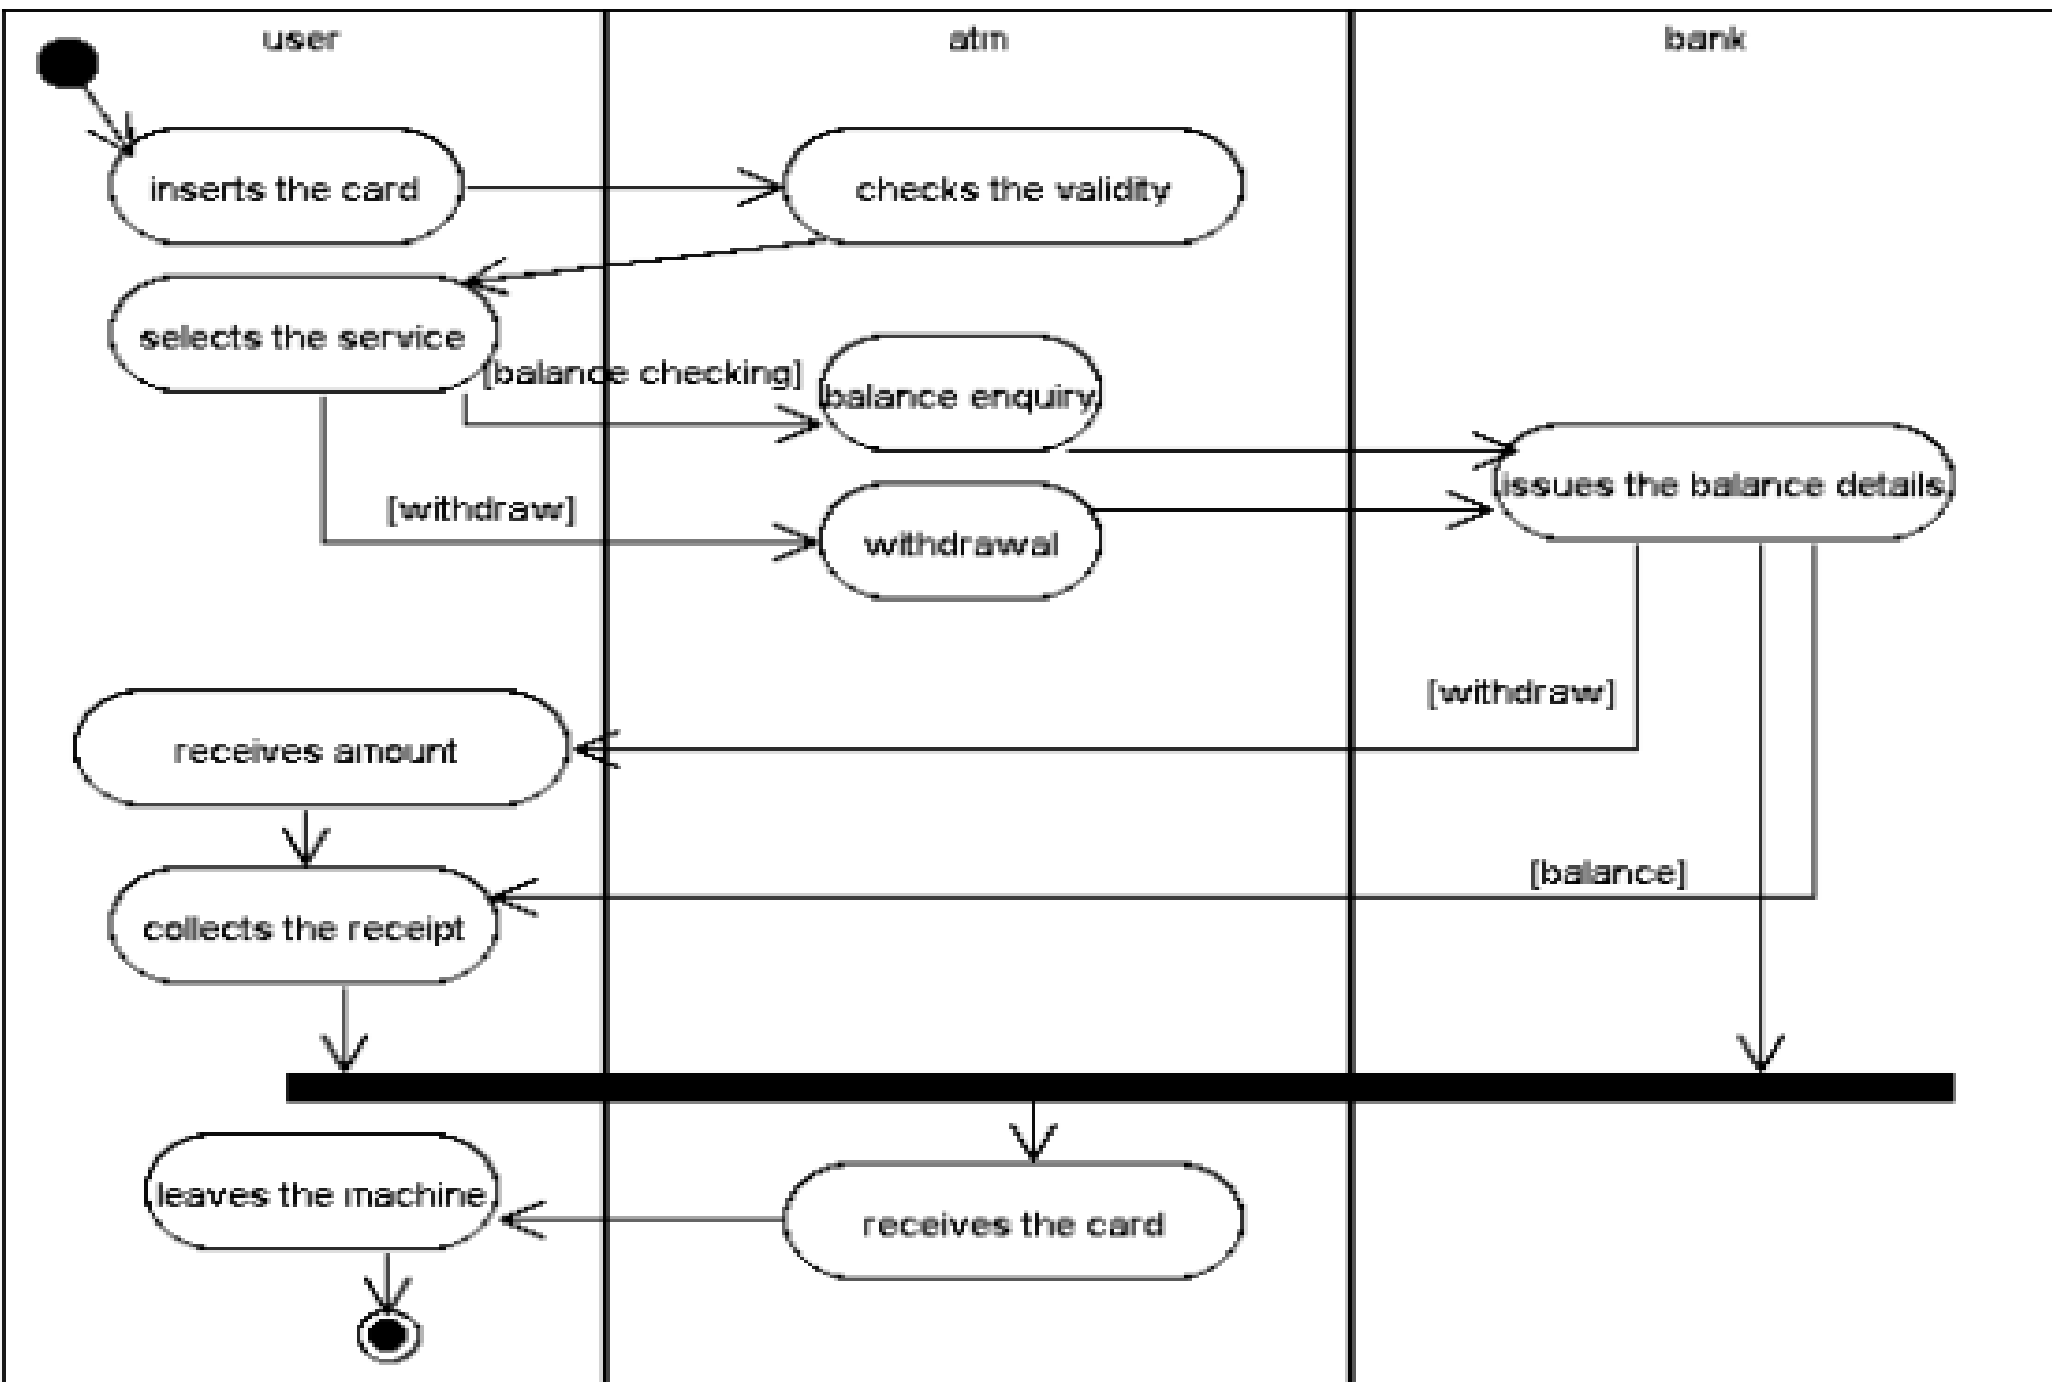 user
atm
bank
inserts the card
checks the validity
selects the service
[balance checking]
balance enquiry
issues the balance details
[withdraw]
withdrawal
[withdraw]
receives amount
[balance]
collects the receipt
leaves the machine
receives the card